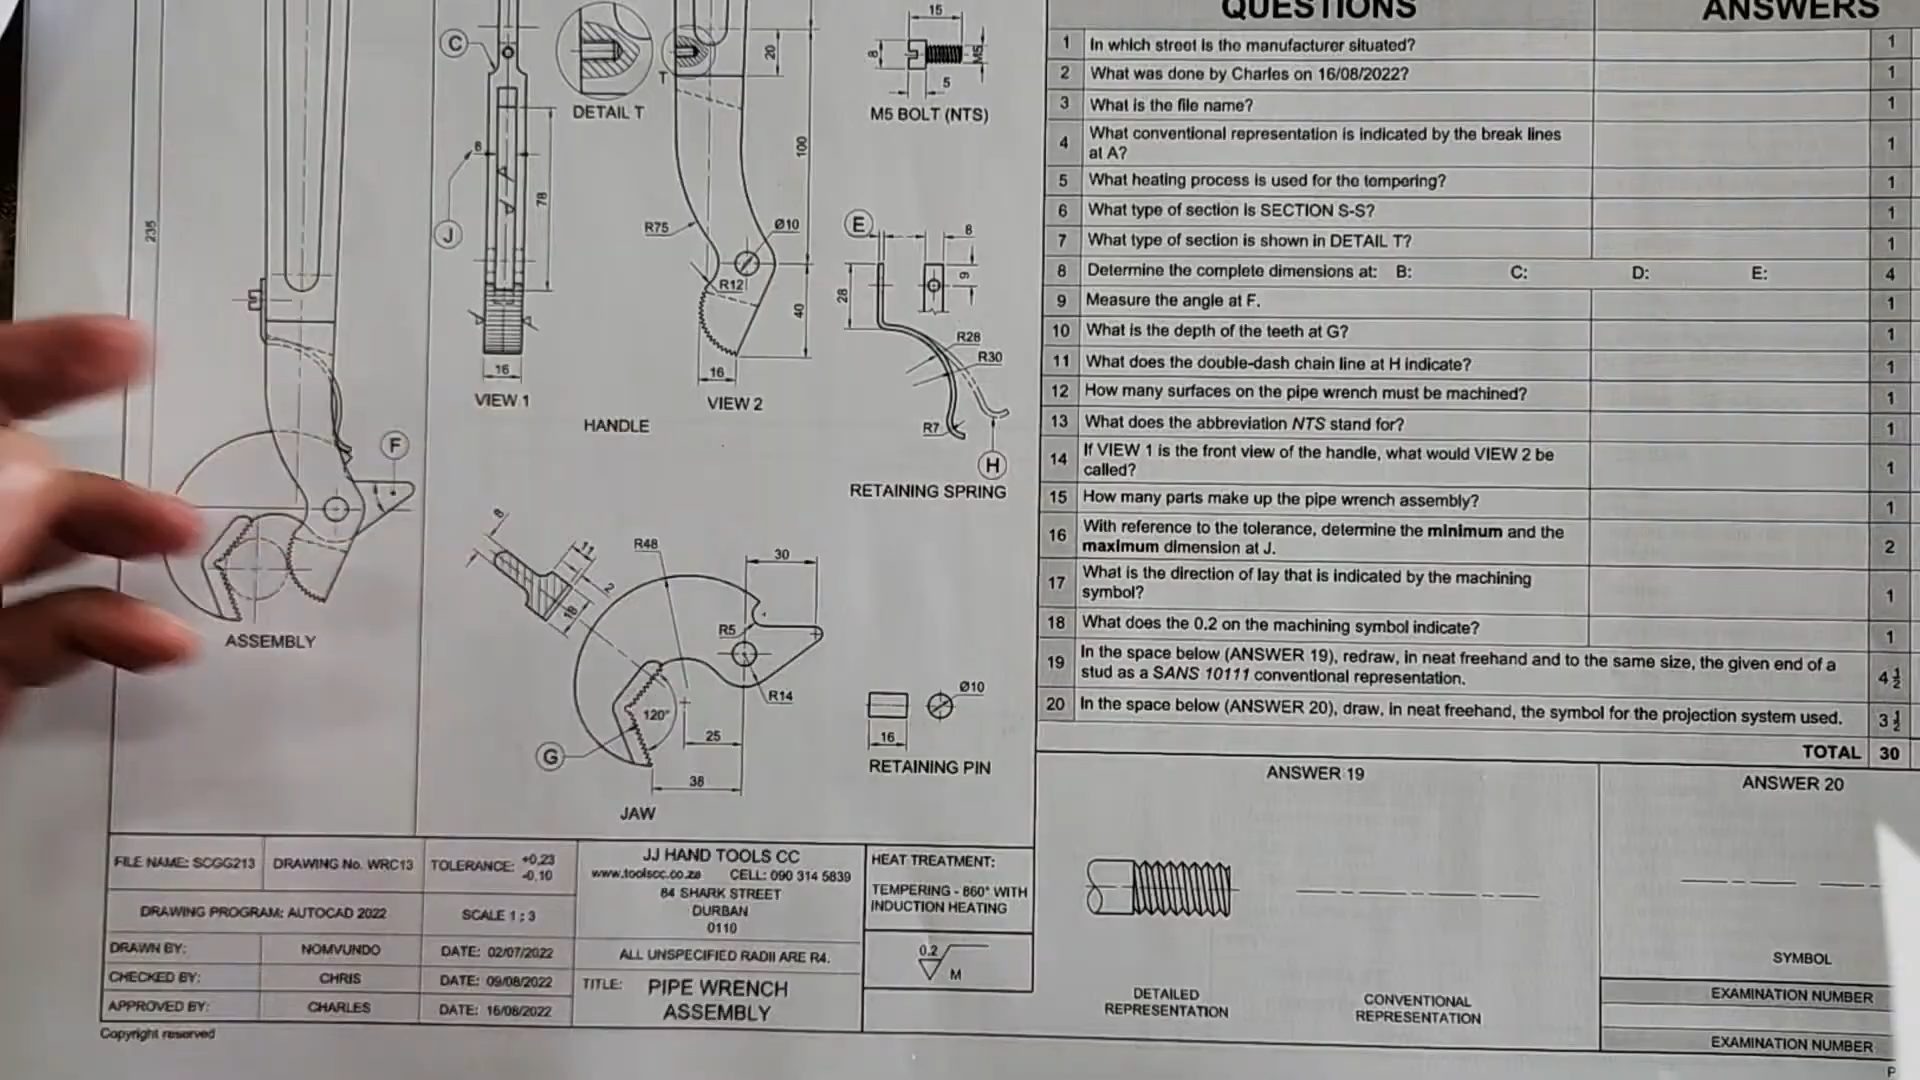 C
DETAIL T
T
20
15
8
M5
5
M5 BOLT (NTS)
235
8
J
78
100
R75
Ø10
R12
40
16
VIEW 1
16
VIEW 2
HANDLE
E
8
9
28
R28
R30
R7
H
RETAINING SPRING
F
ASSEMBLY
8
11
2
18
R48
30
R5
R14
120°
25
38
G
JAW
Ø10
16
RETAINING PIN
QUESTIONS ANSWERS
1 In which street is the manufacturer situated? 1
2 What was done by Charles on 16/08/2022? 1
3 What is the file name? 1
4 What conventional representation is indicated by the break lines
at A? 1
5 What heating process is used for the tempering? 1
6 What type of section is SECTION S-S? 1
7 What type of section is shown in DETAIL T? 1
8 Determine the complete dimensions at: B: C: D: E: 4
9 Measure the angle at F. 1
10 What is the depth of the teeth at G? 1
11 What does the double-dash chain line at H indicate? 1
12 How many surfaces on the pipe wrench must be machined? 1
13 What does the abbreviation NTS stand for? 1
14 If VIEW 1 is the front view of the handle, what would VIEW 2 be
called? 1
15 How many parts make up the pipe wrench assembly? 1
16 With reference to the tolerance, determine the minimum and the
maximum dimension at J. 2
17 What is the direction of lay that is indicated by the machining
symbol? 1
18 What does the 0.2 on the machining symbol indicate? 1
19 In the space below (ANSWER 19), redraw, in neat freehand and to the same size, the given end of a
stud as a SANS 10111 conventional representation. 4½
20 In the space below (ANSWER 20), draw, in neat freehand, the symbol for the projection system used. 3½
TOTAL 30
ANSWER 19
ANSWER 20
DETAILED
REPRESENTATION
CONVENTIONAL
REPRESENTATION
SYMBOL
EXAMINATION NUMBER
EXAMINATION NUMBER
P
FILE NAME: SCGG213
DRAWING No. WRC13
TOLERANCE: +0,23
-0,10
DRAWING PROGRAM: AUTOCAD 2022
SCALE 1 : 3
DRAWN BY: NOMVUNDO DATE: 02/07/2022
CHECKED BY: CHRIS DATE: 09/08/2022
APPROVED BY: CHARLES DATE: 16/08/2022
JJ HAND TOOLS CC
www.toolscc.co.za CELL: 090 314 5839
84 SHARK STREET
DURBAN
0110
ALL UNSPECIFIED RADII ARE R4.
TITLE: PIPE WRENCH
ASSEMBLY
HEAT TREATMENT:
TEMPERING - 860° WITH
INDUCTION HEATING
0.2
M
Copyright reserved